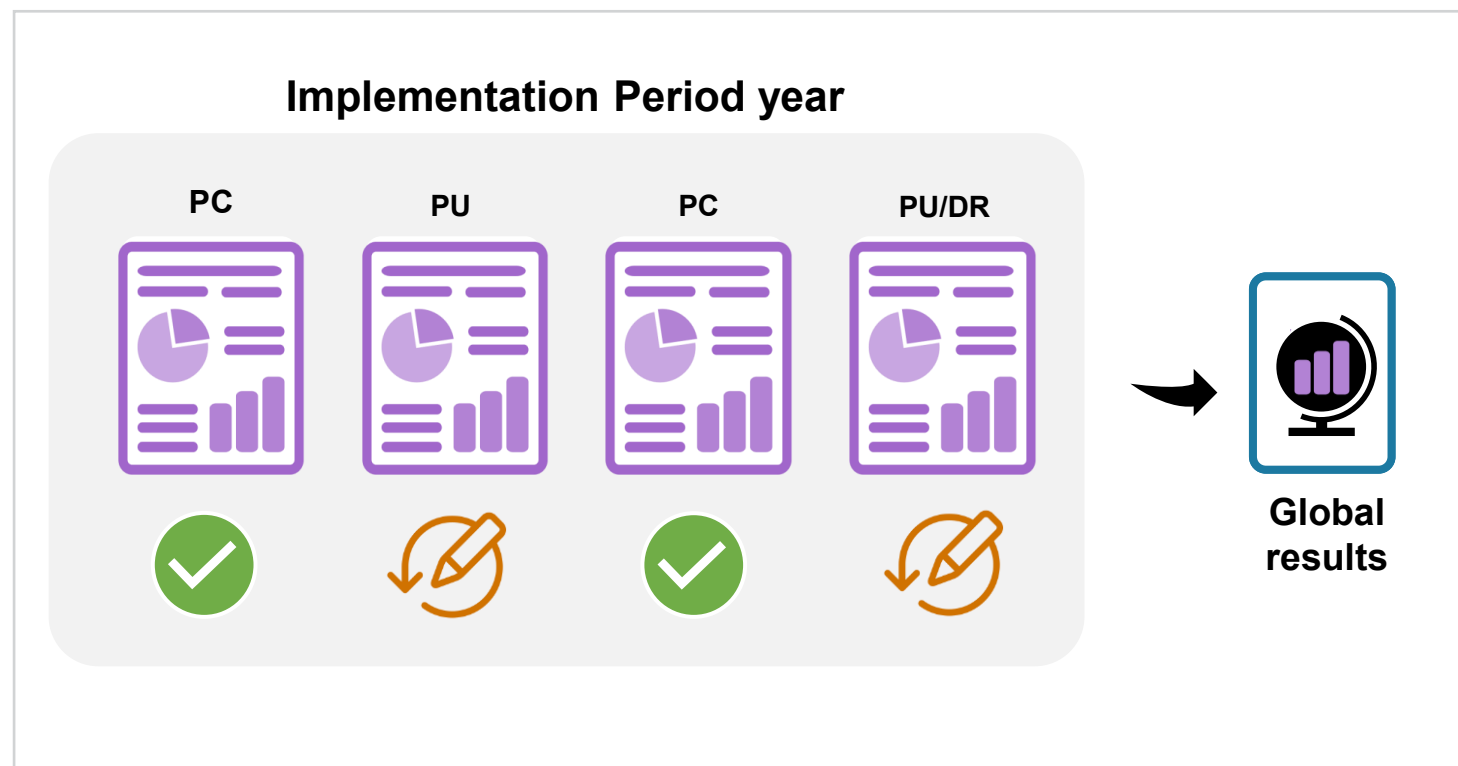 Implementation Period year
PC
PU
PC
PU/DR
Global
results